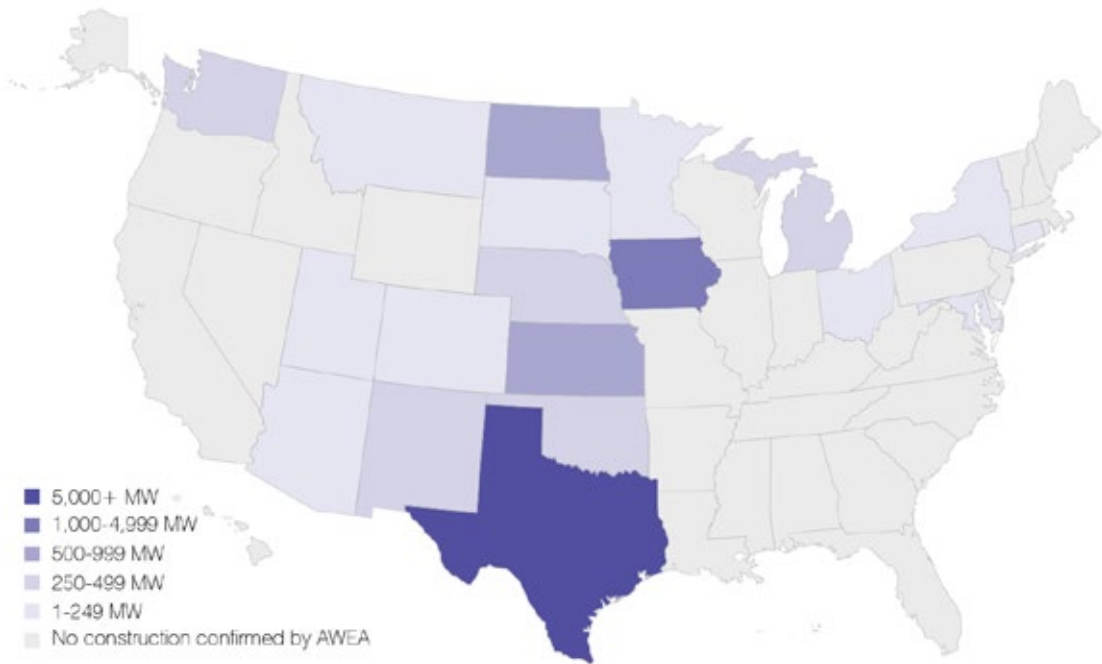 5,000+ MW
1,000-4,999 MW
500-999 MW
250-499 MW
1-249 MW
No construction confirmed by AWEA